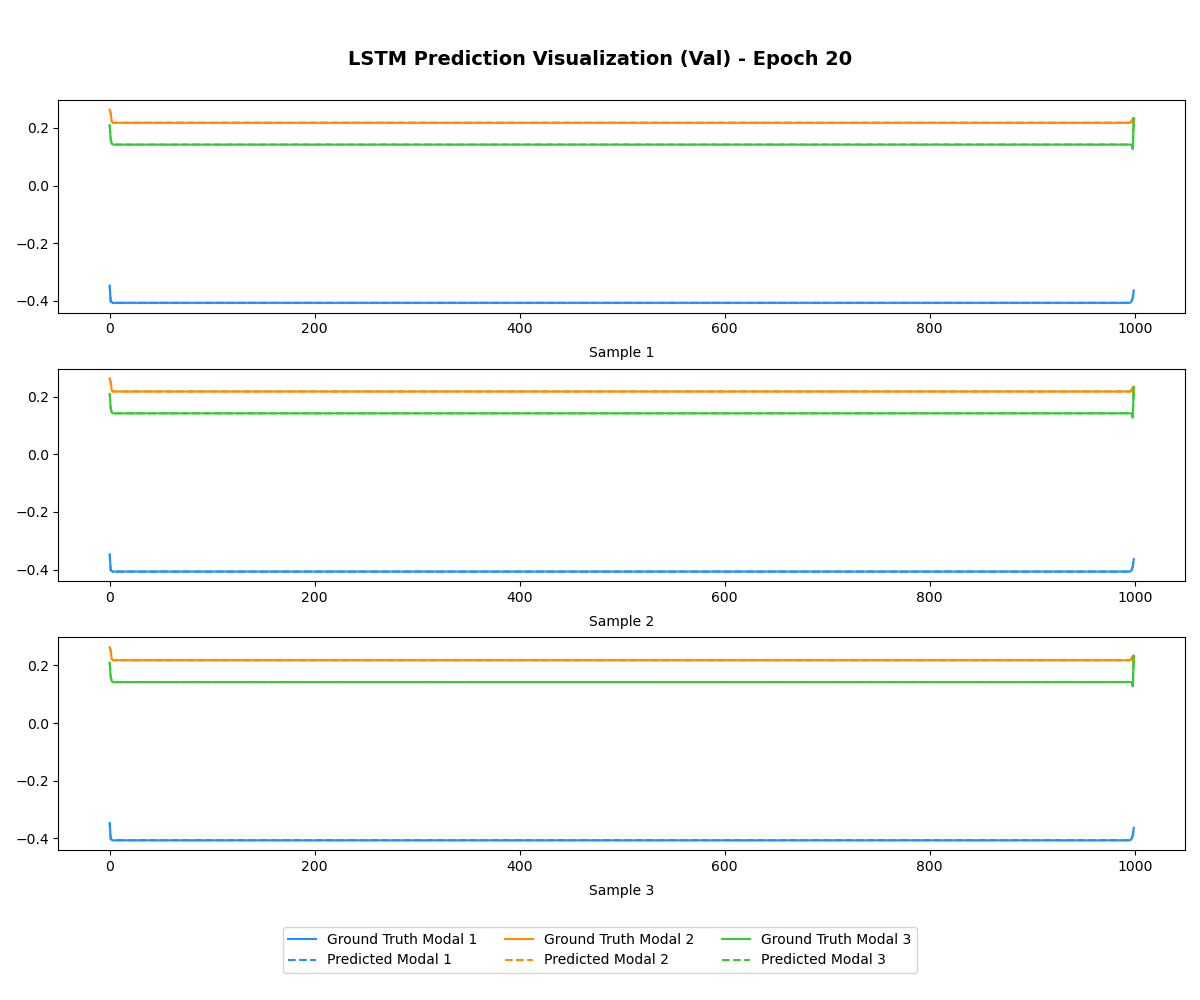 LSTM Prediction Visualization (Val) - Epoch 20
0.2
0.0
−0.2
−0.4
0 200 400 600 800 1000
Sample 1
0.2
0.0
−0.2
−0.4
0 200 400 600 800 1000
Sample 2
0.2
0.0
−0.2
−0.4
0 200 400 600 800 1000
Sample 3
Ground Truth Modal 1 Ground Truth Modal 2 Ground Truth Modal 3
Predicted Modal 1 Predicted Modal 2 Predicted Modal 3